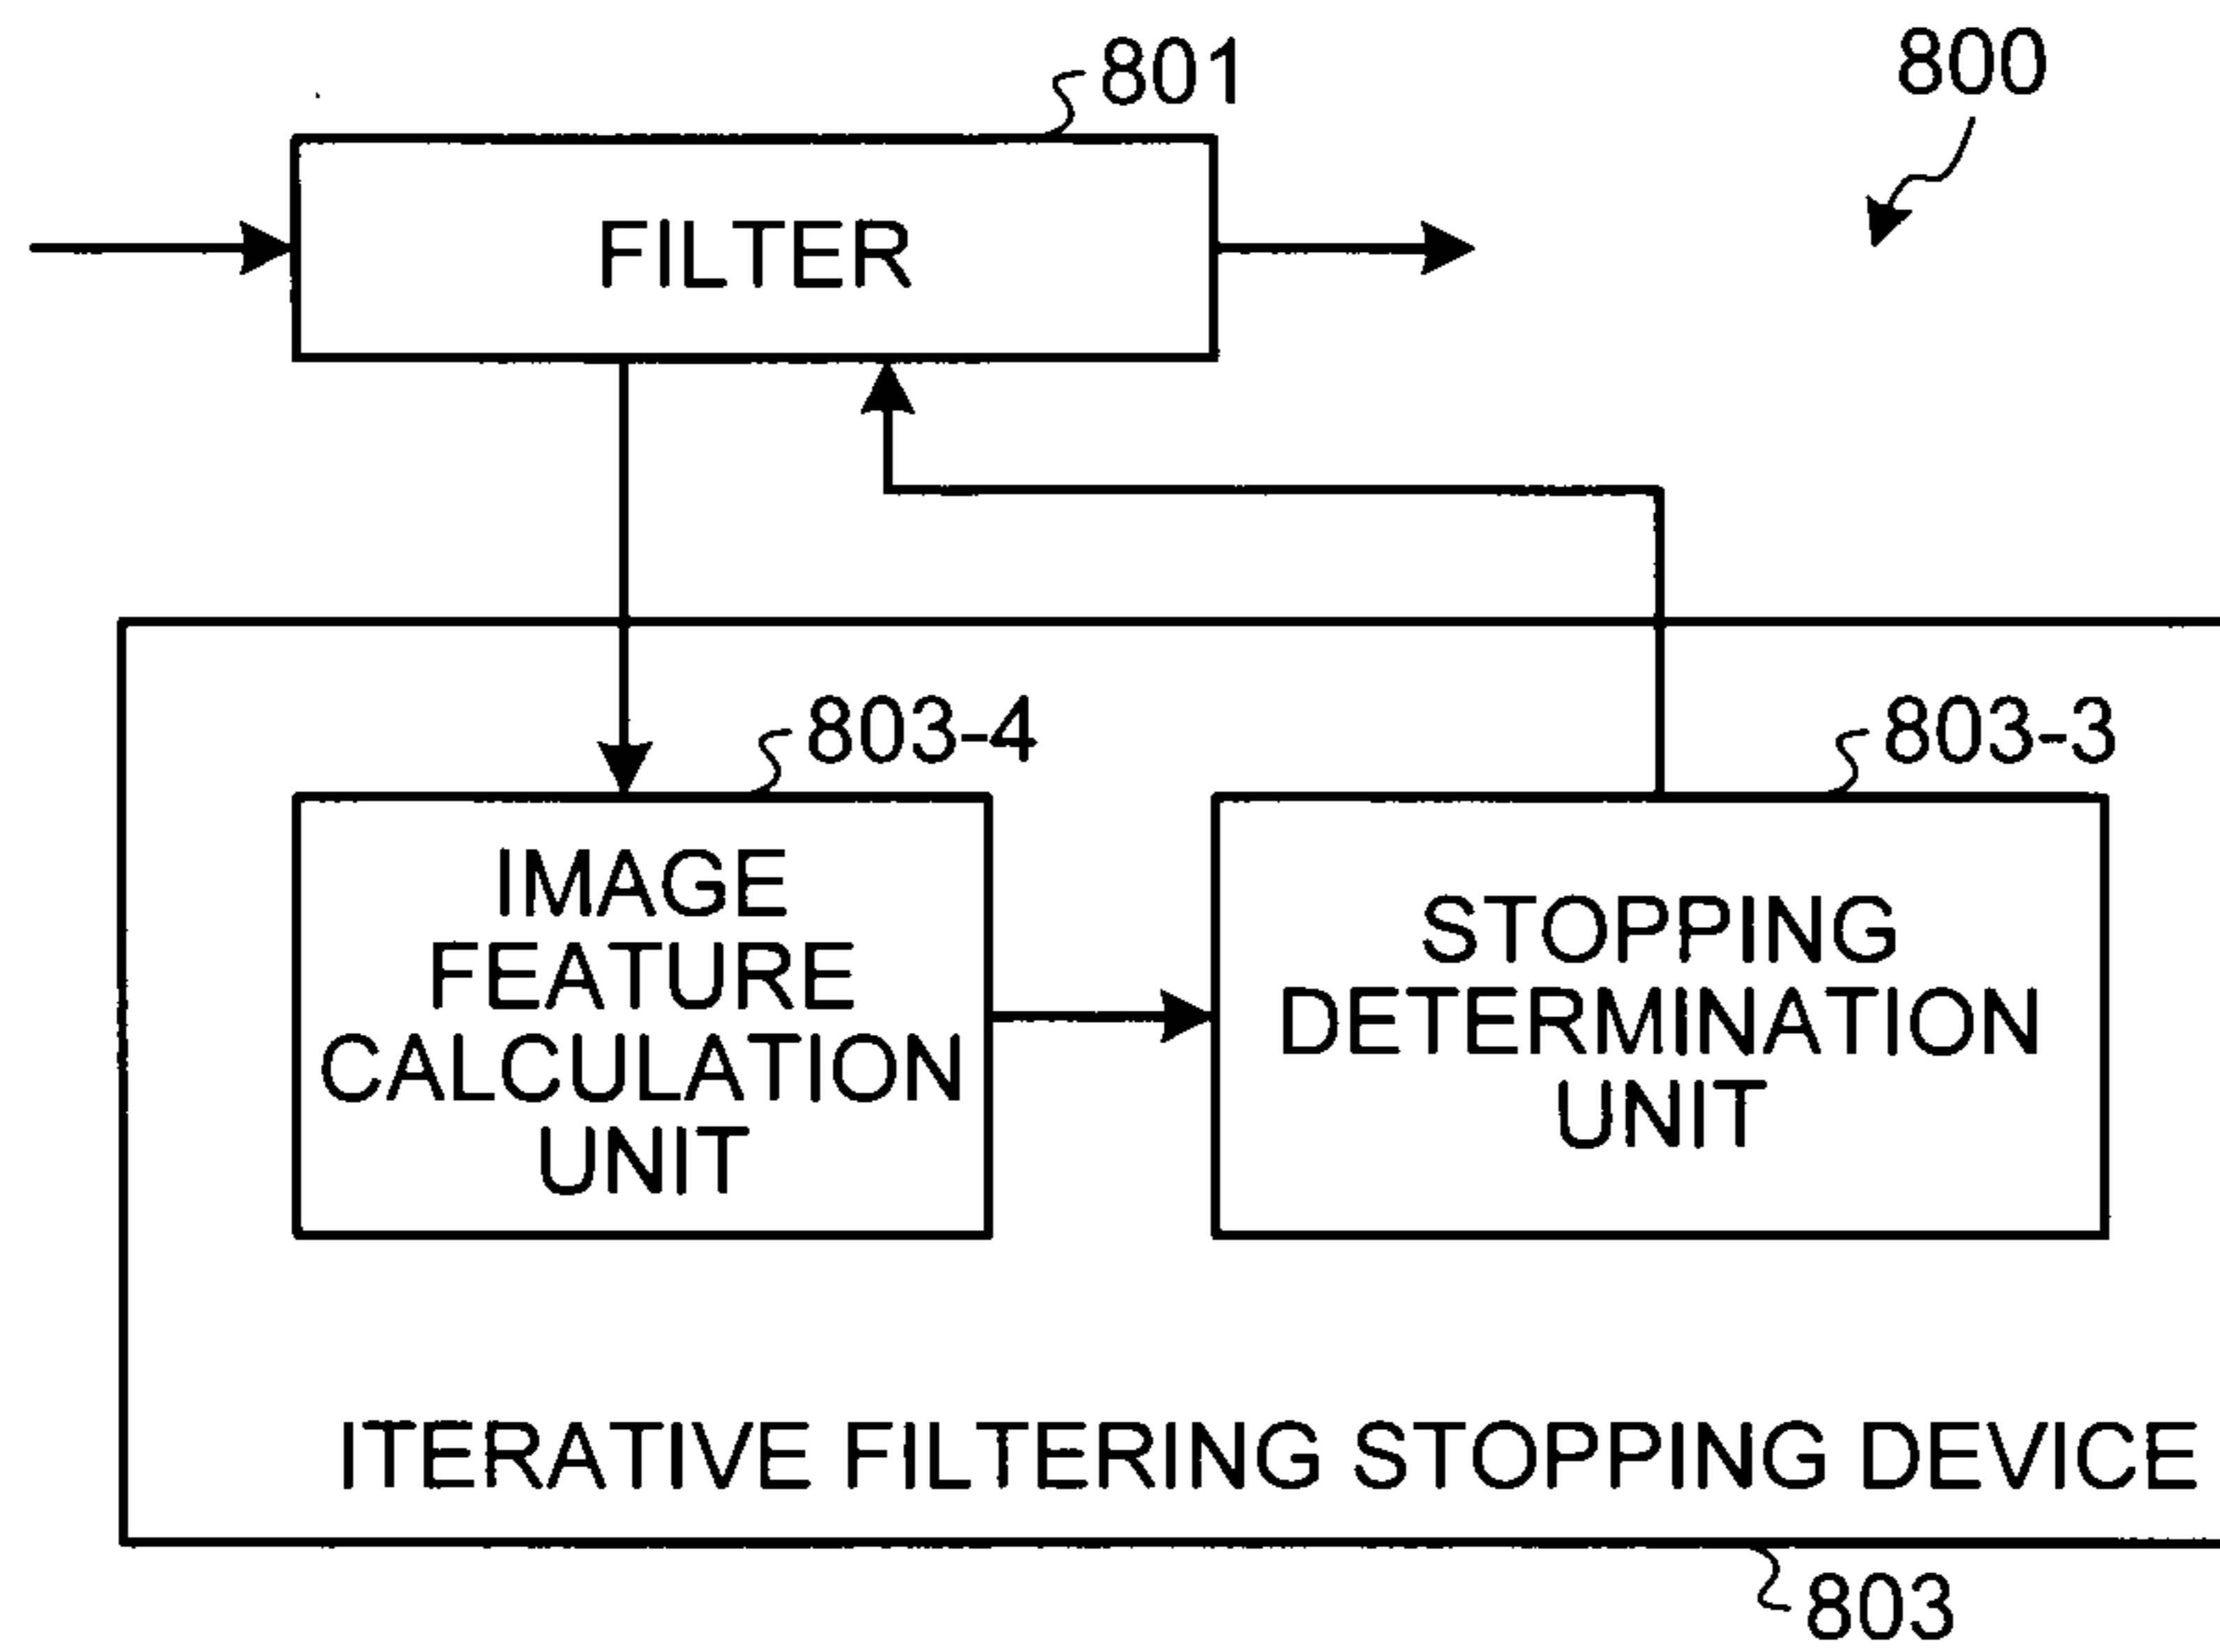 801
800
FILTER
803-4
803-3
IMAGE
FEATURE
CALCULATION
UNIT
STOPPING
DETERMINATION
UNIT
ITERATIVE FILTERING STOPPING DEVICE
803